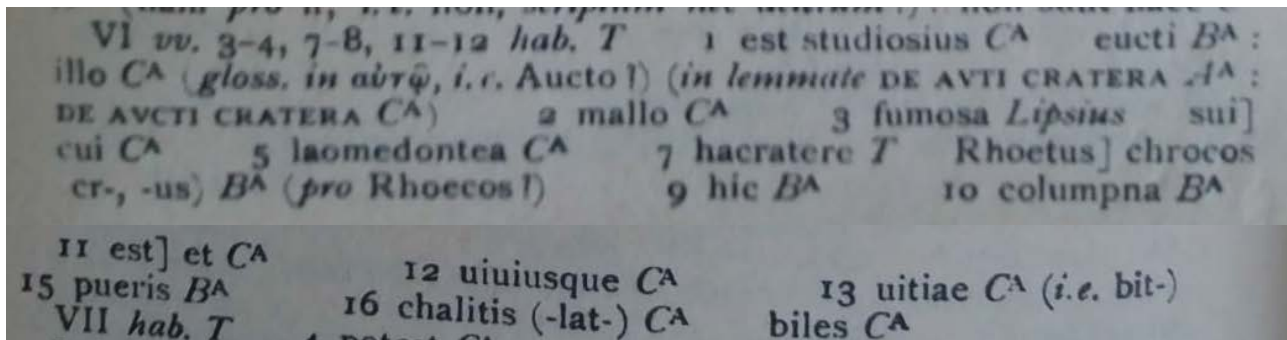 VI vv. 3-4, 7-8, 11-12 hab. T 1 est studiosius Cᴬ eucti Bᴬ :
illo Cᴬ (gloss. in αὐτῷ, i.e. Aucto ?) (in lemmate DE AVTI CRATERA Aᴬ :
DE AVCTI CRATERA Cᴬ) 2 mallo Cᴬ 3 fumosa Lipsius sui]
cui Cᴬ 5 laomedontea Cᴬ 7 hacratere T Rhoetus] chrocos
cr-, -us) Bᴬ (pro Rhoecos ?) 9 hic Bᴬ 10 columpna Bᴬ
11 est] et Cᴬ 12 uiuiusque Cᴬ 13 uitiae Cᴬ (i.e. bit-)
15 pueris Bᴬ 16 chalitis (-lat-) Cᴬ biles Cᴬ
VII hab. T